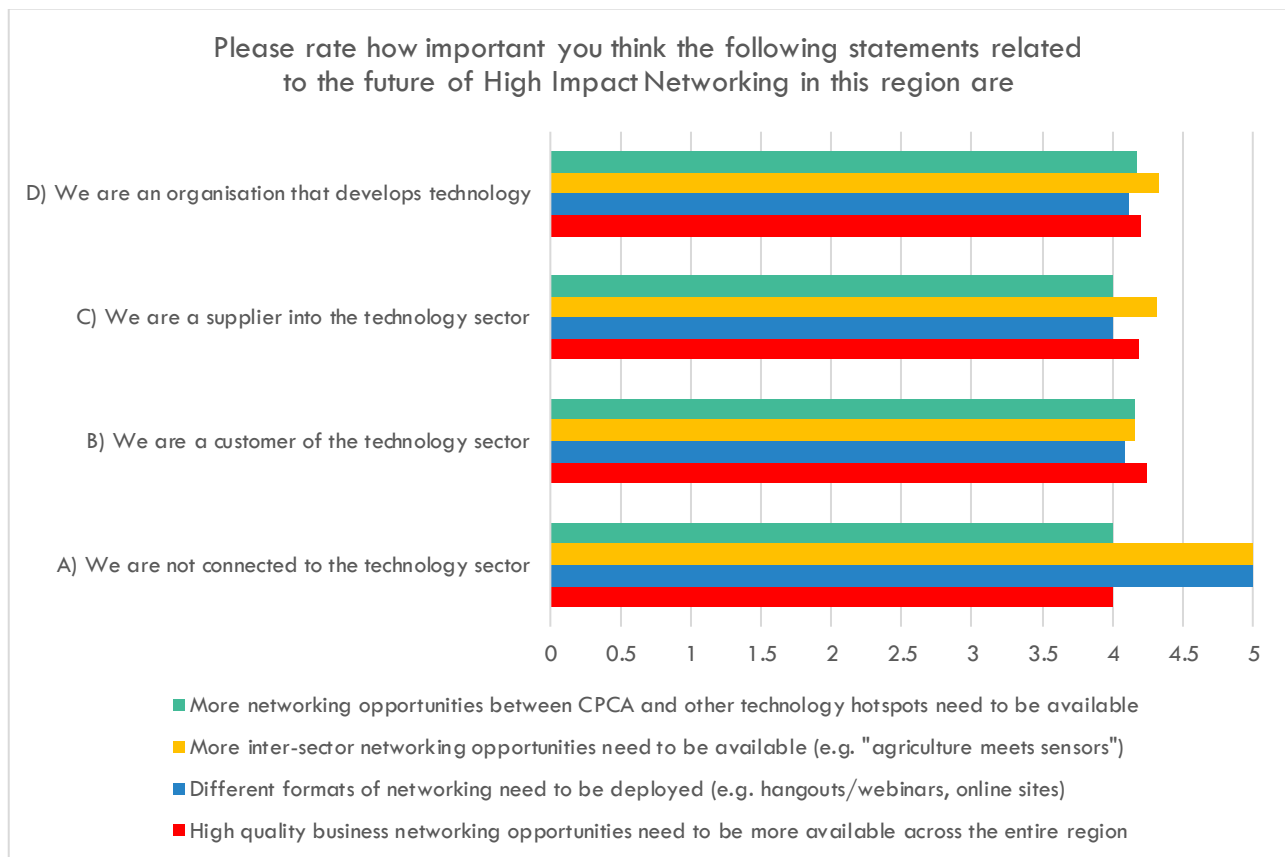 Please rate how important you think the following statements related
to the future of High Impact Networking in this region are
D) We are an organisation that develops technology
C) We are a supplier into the technology sector
B) We are a customer of the technology sector
A) We are not connected to the technology sector
0 0.5 1 1.5 2 2.5 3 3.5 4 4.5 5
More networking opportunities between CPCA and other technology hotspots need to be available
More inter-sector networking opportunities need to be available (e.g. "agriculture meets sensors")
Different formats of networking need to be deployed (e.g. hangouts/webinars, online sites)
High quality business networking opportunities need to be more available across the entire region